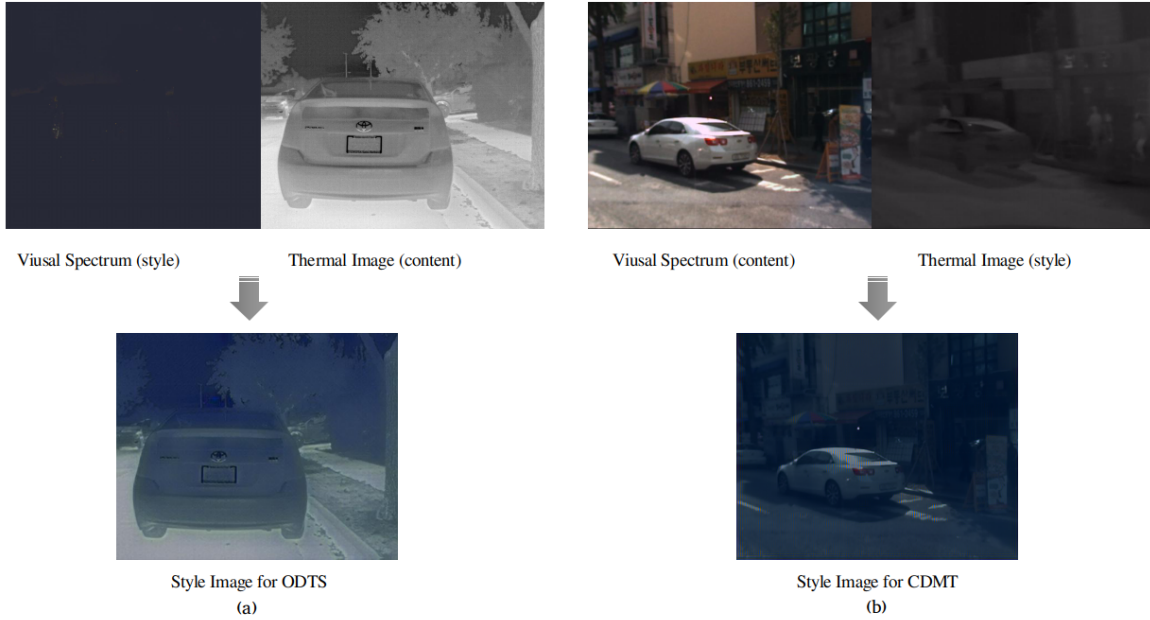 Viusal Spectrum (style)
Thermal Image (content)
Viusal Spectrum (content)
Thermal Image (style)
Style Image for ODTS
(a)
Style Image for CDMT
(b)